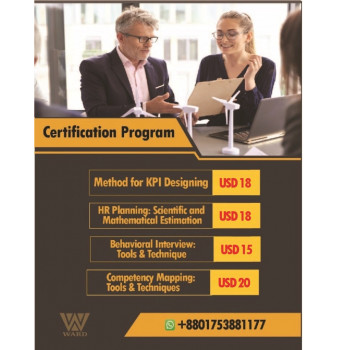 Certification Program
Method for KPI Designing USD 18
HR Planning: Scientific and
Mathematical Estimation USD 18
Behavioral Interview:
Tools & Technique USD 15
Competency Mapping:
Tools & Techniques USD 20
WARD
+8801753881177